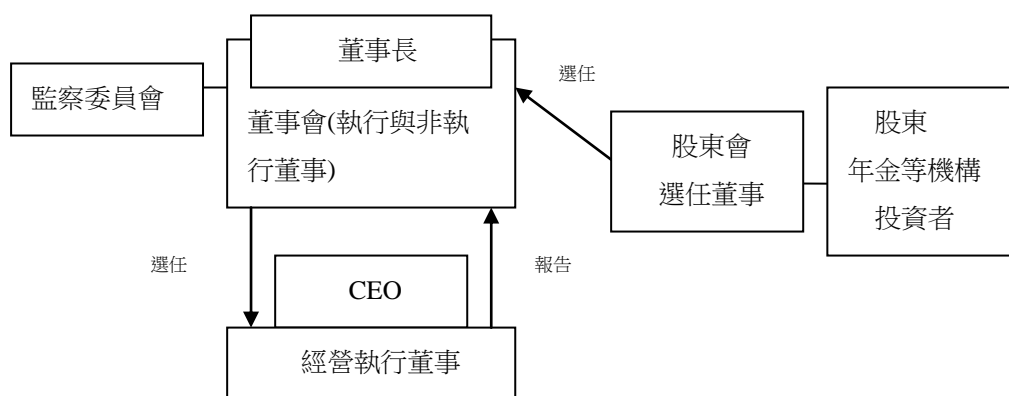 董事長
監察委員會
董事會(執行與非執
行董事)
選任
股東會
選任董事
股東
年金等機構
投資者
選任
報告
CEO
經營執行董事